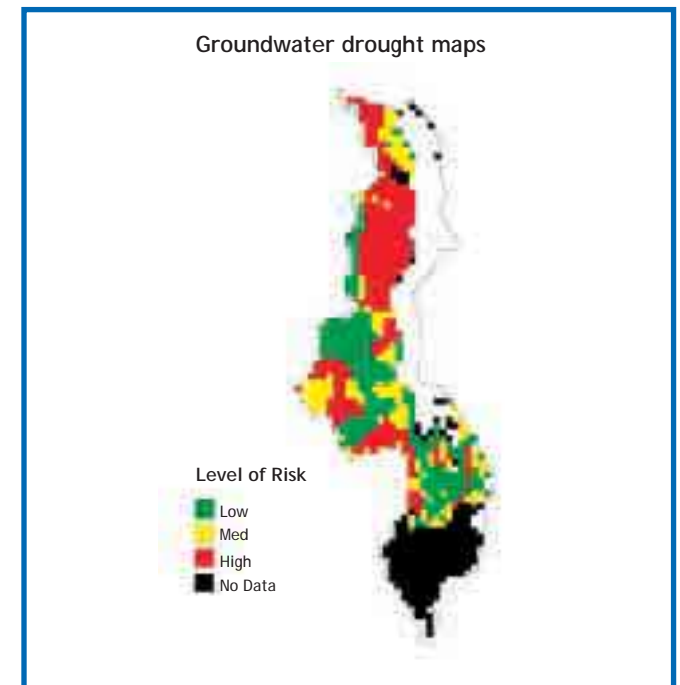 Groundwater drought maps
Level of Risk
Low
Med
High
No Data